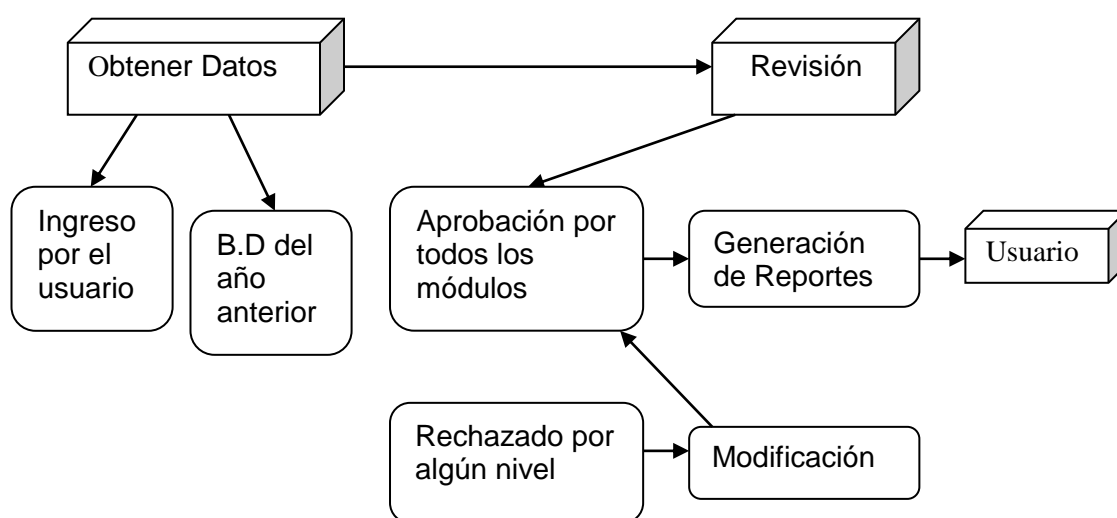 Obtener Datos
Revisión
Ingreso
por el
usuario
B.D del
año
anterior
Aprobación por
todos los
módulos
Generación
de Reportes
Usuario
Rechazado por
algún nivel
Modificación